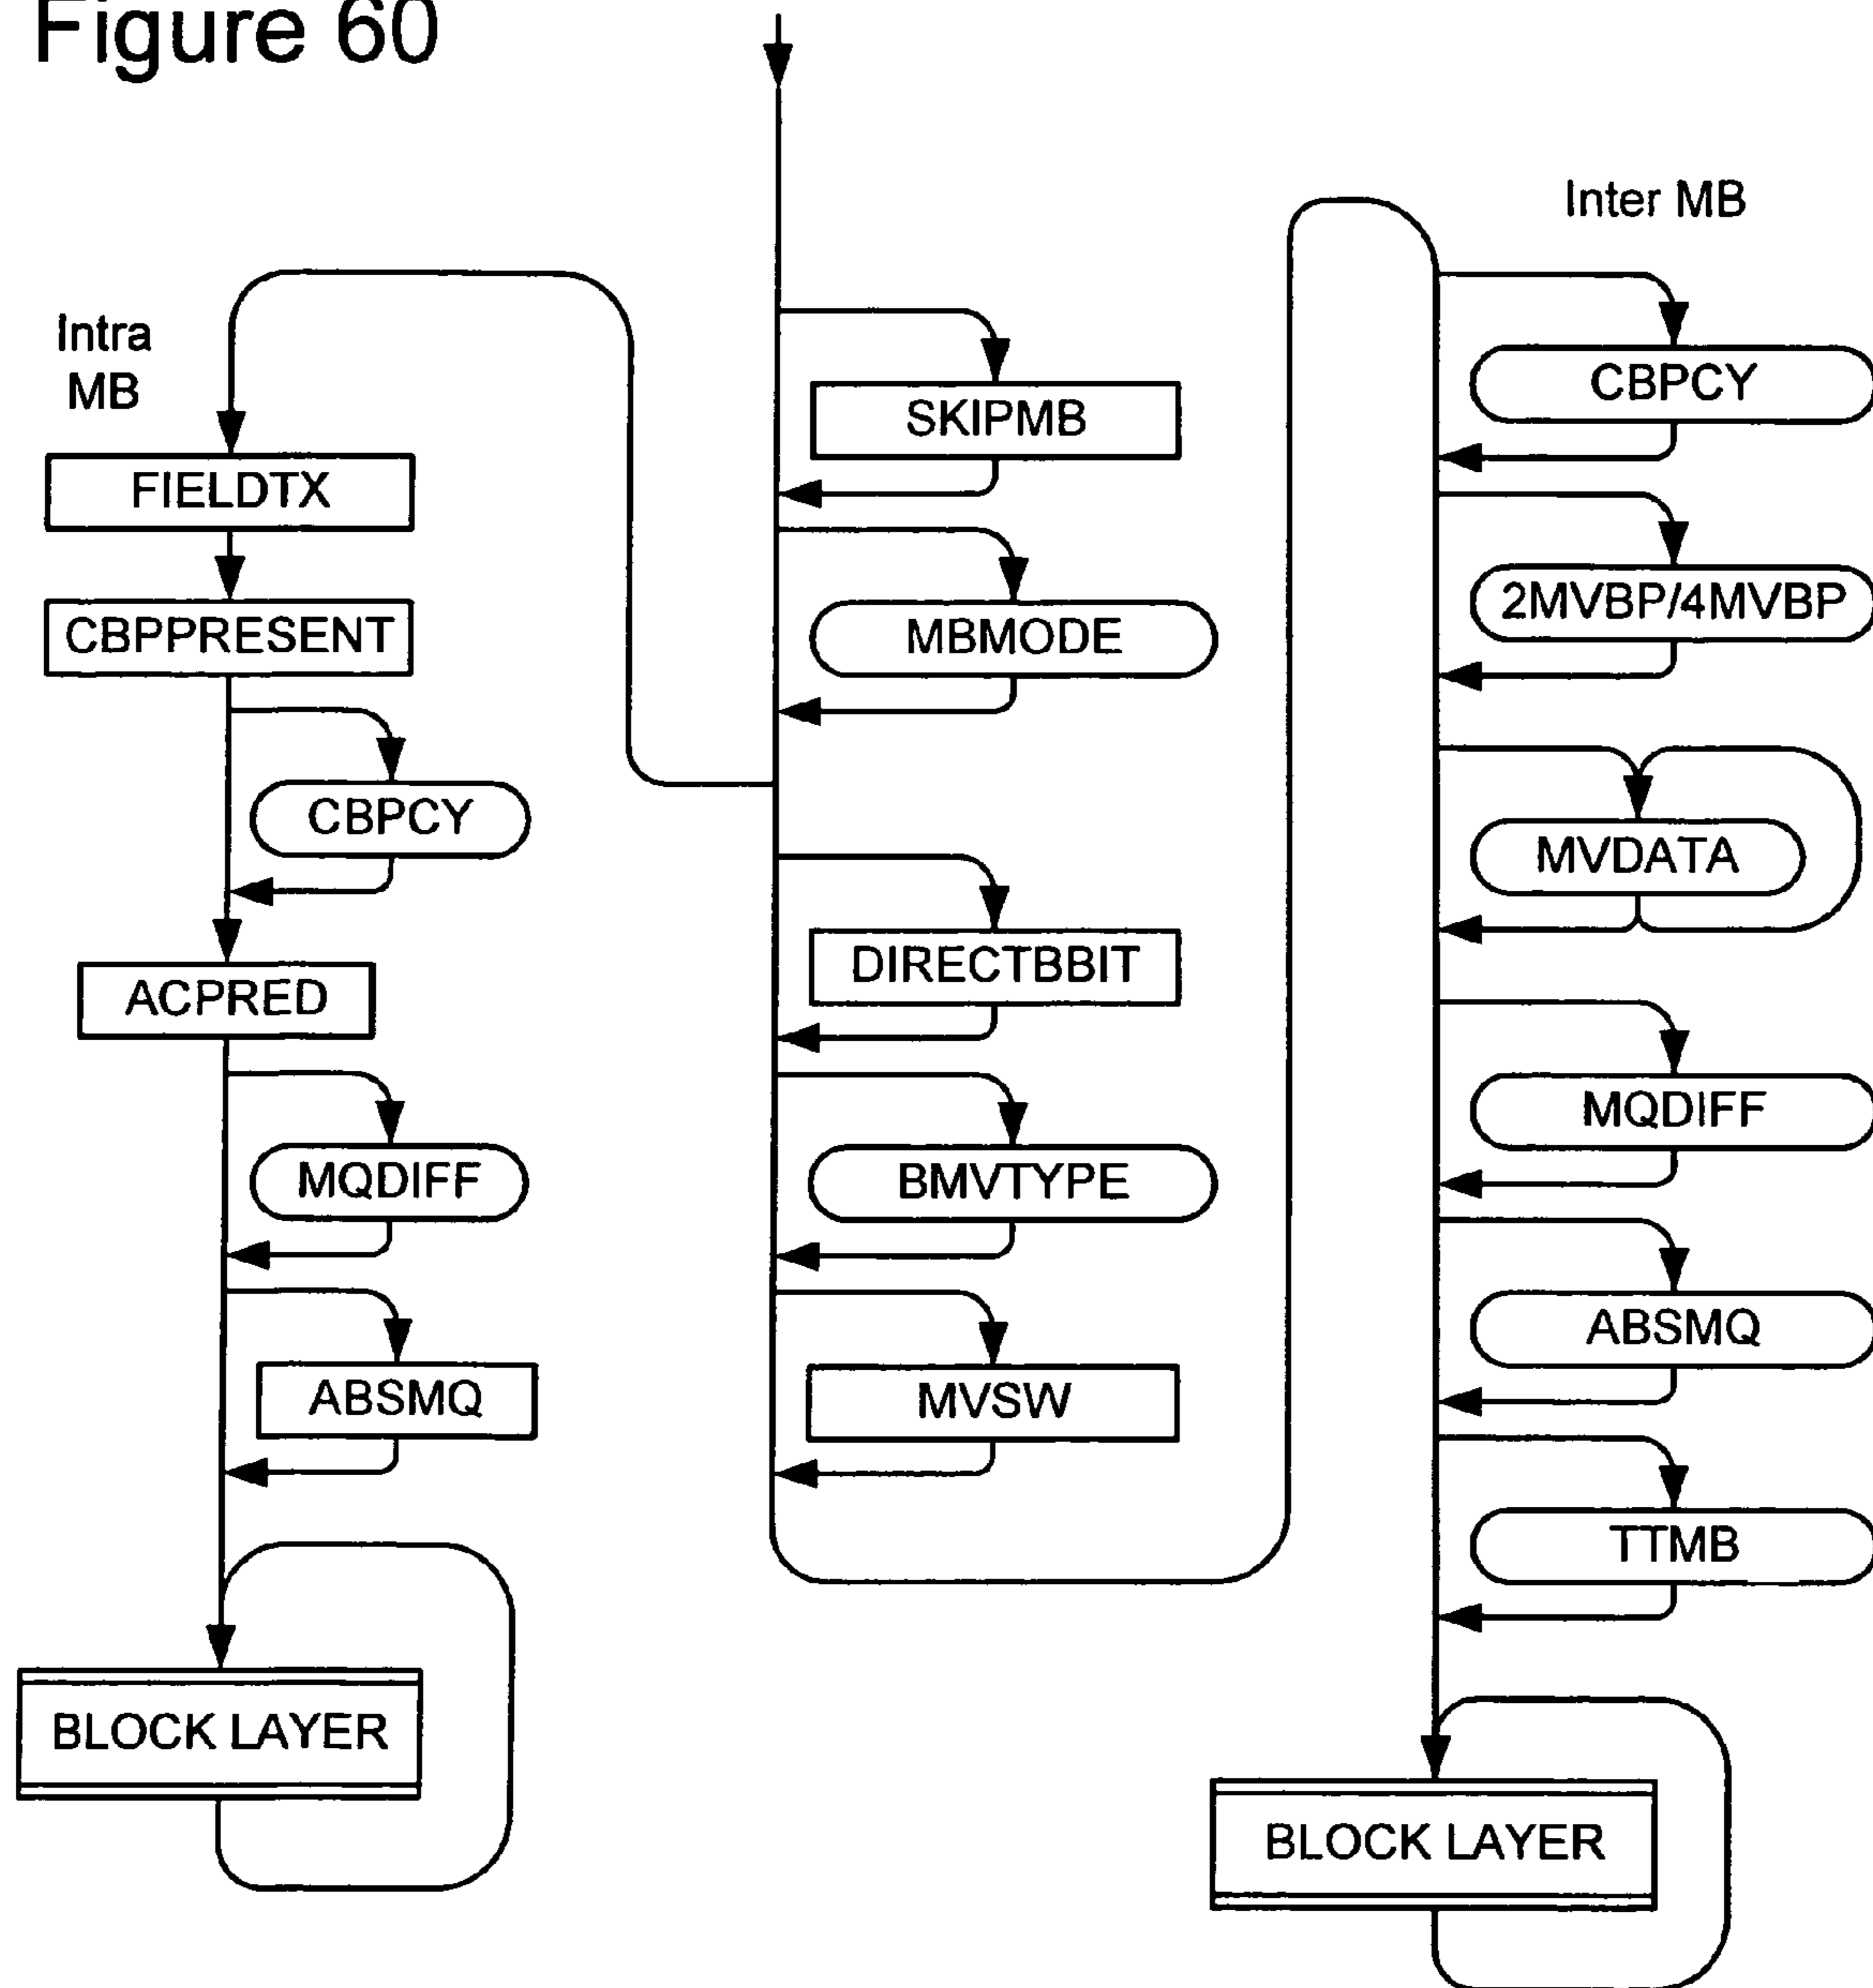 Figure 60
Intra
MB
FIELDTX
CBPPRESENT
CBPCY
ACPRED
MQDIFF
ABSMQ
BLOCK LAYER
SKIPMB
MBMODE
DIRECTBBIT
BMVTYPE
MVSW
Inter MB
CBPCY
2MVBP/4MVBP
MVDATA
MQDIFF
ABSMQ
TTMB
BLOCK LAYER